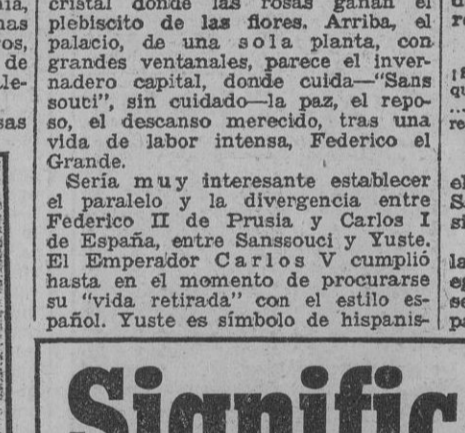 cristal donde las rosas ganan el
plebiscito de las flores. Arriba, el
palacio, de una sola planta, con
grandes ventanales, parece el inver-
nadero capital, donde cuida—"Sans
souci", sin cuidado—la paz, el repo-
so, el descanso merecido, tras una
vida de labor intensa, Federico el
Grande.
Sería muy interesante establecer
el paralelo y la divergencia entre
Federico II de Prusia y Carlos I
de España, entre Sanssouci y Yuste.
El Emperador Carlos V cumplió
hasta en el momento de procurarse
su "vida retirada" con el estilo es-
pañol. Yuste es símbolo de hispanis-
Signific